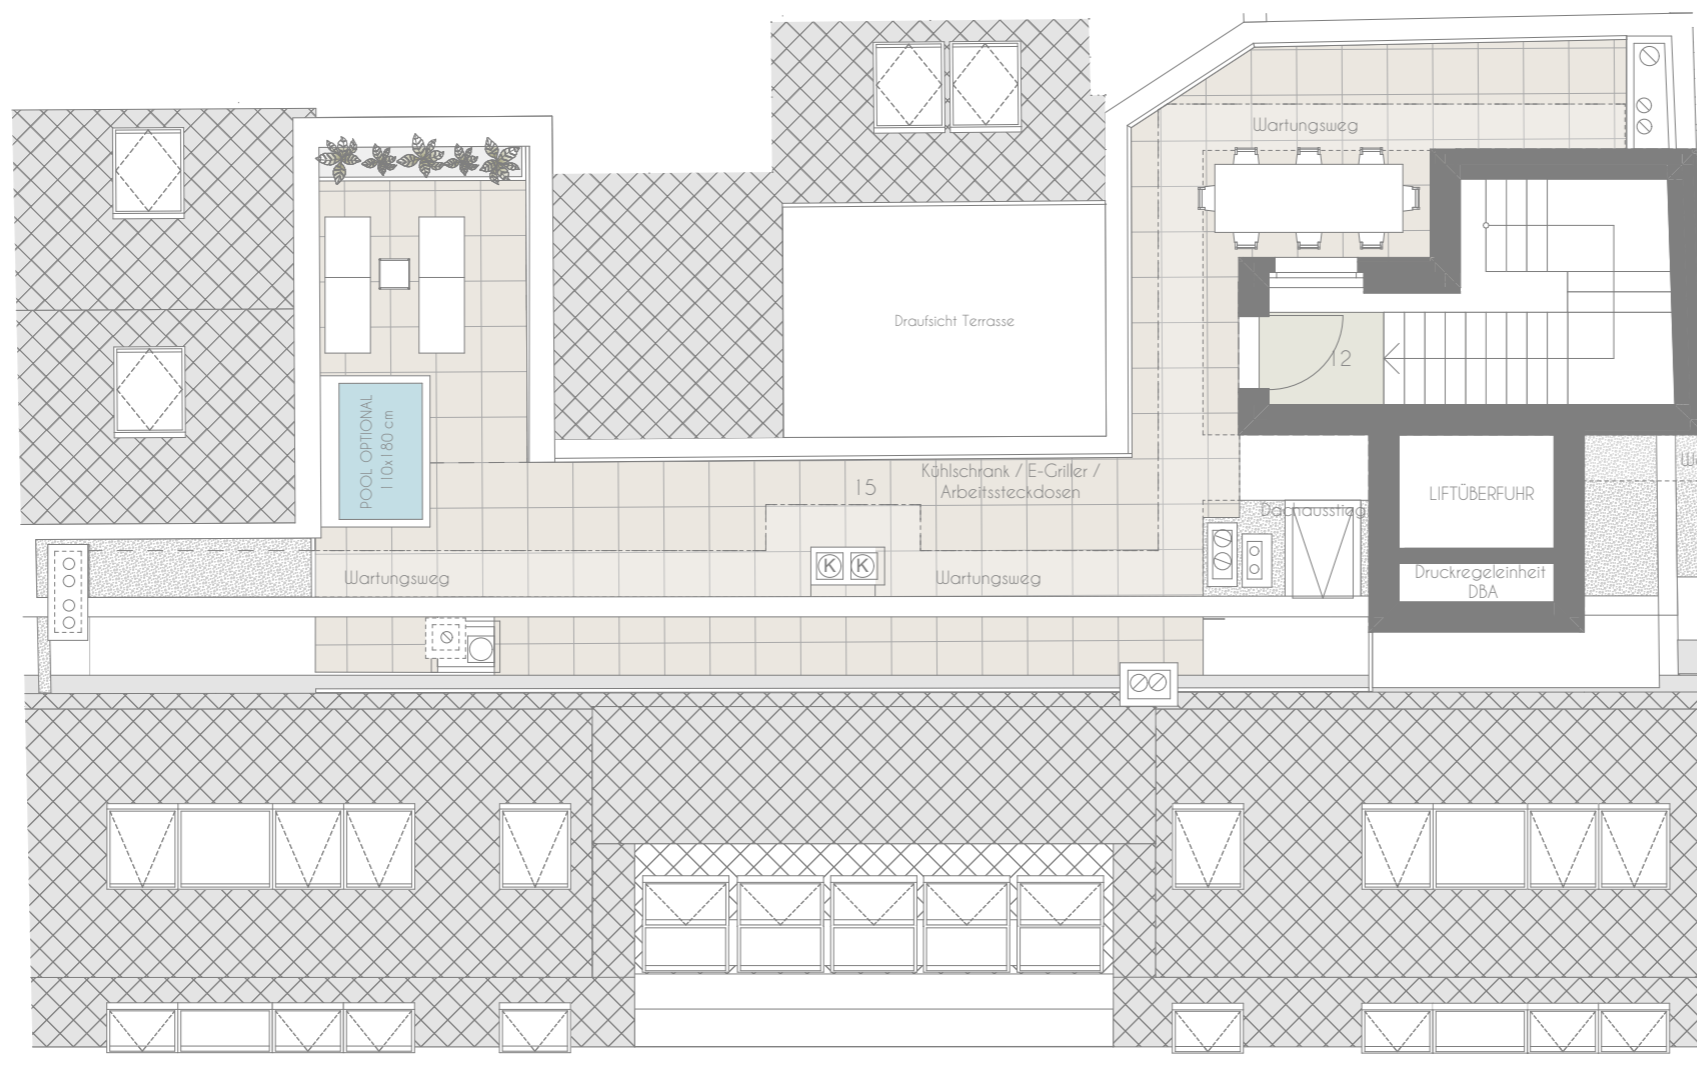 Wartungsweg
Draufsicht Terrasse
12
POOL OPTIONAL
110x180 cm
Kühlschrank / E-Griller /
Arbeitssteckdosen
15
LIFTÜBERFUHR
Dachausstieg
K
K
Wartungsweg
Wartungsweg
Druckregeleinheit
DBA